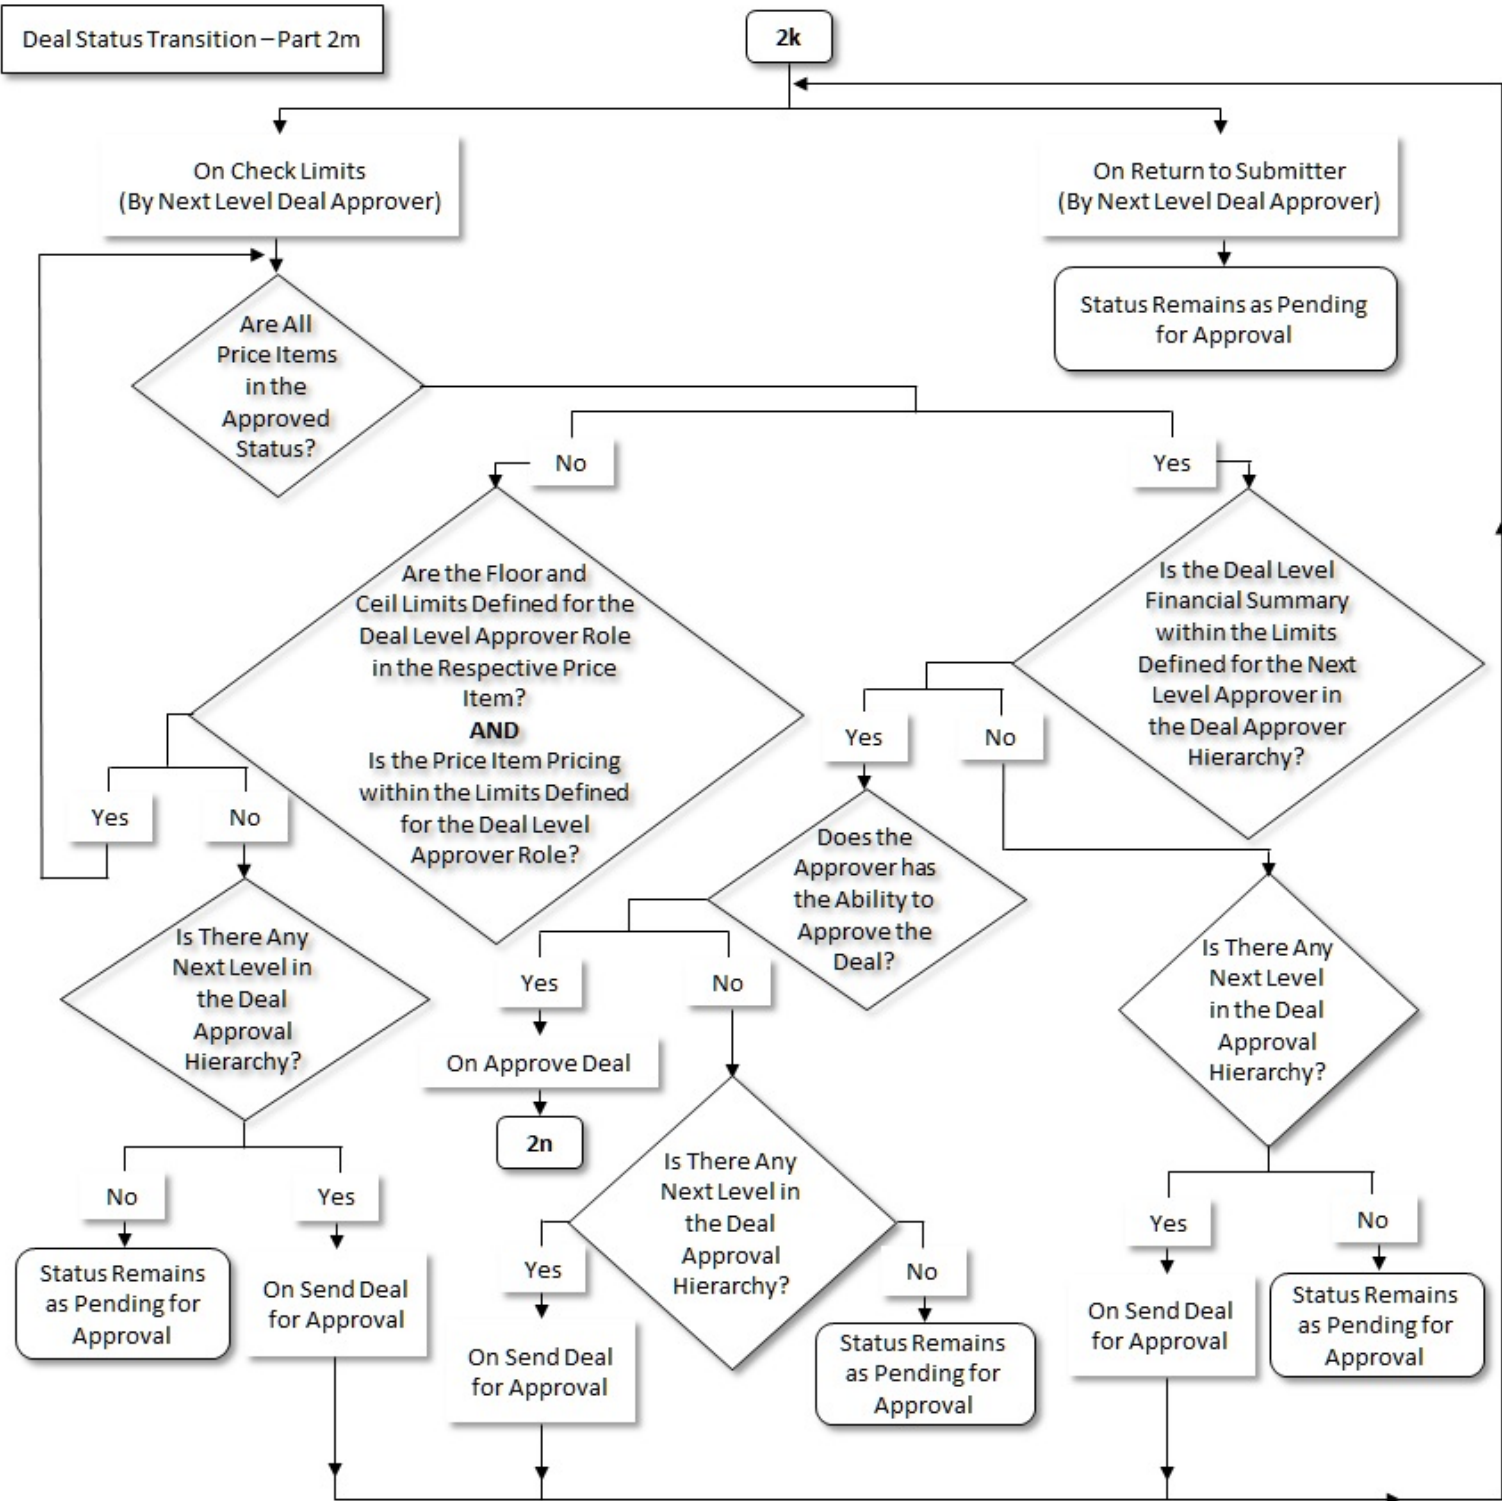 Deal Status Transition – Part 2m
2k
On Check Limits
(By Next Level Deal Approver)
On Return to Submitter
(By Next Level Deal Approver)
Status Remains as Pending
for Approval
Are All
Price Items
in the
Approved
Status?
No
Yes
Are the Floor and
Ceil Limits Defined for the
Deal Level Approver Role
in the Respective Price
Item?
AND
Is the Price Item Pricing
within the Limits Defined
for the Deal Level
Approver Role?
Is the Deal Level
Financial Summary
within the Limits
Defined for the Next
Level Approver in
the Deal Approver
Hierarchy?
Yes
No
Yes
No
Does the
Approver has
the Ability to
Approve the
Deal?
Is There Any
Next Level in
the Deal
Approval
Hierarchy?
Yes
No
Is There Any
Next Level
in the Deal
Approval
Hierarchy?
On Approve Deal
2n
Is There Any
Next Level in
the Deal
Approval
Hierarchy?
No
Yes
Yes
No
Yes
No
Status Remains
as Pending for
Approval
On Send Deal
for Approval
On Send Deal
for Approval
Status Remains
as Pending for
Approval
On Send Deal
for Approval
Status Remains
as Pending for
Approval